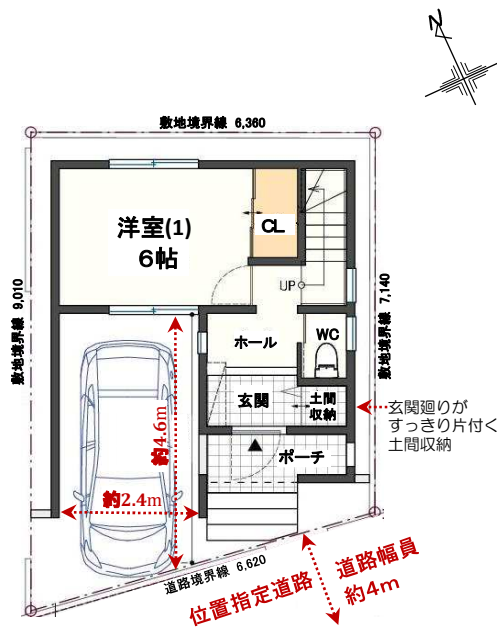 N
敷地境界線 6,360
洋室(1)
6帖
CL
UP
敷地境界線 9,010
敷地境界線 7,140
ホール
WC
玄関
土間
収納
玄関廻りが
すっきり片付く
土間収納
約4.6m
ポーチ
約2.4m
道路境界線 6,620
位置指定道路
道路幅員
約4m